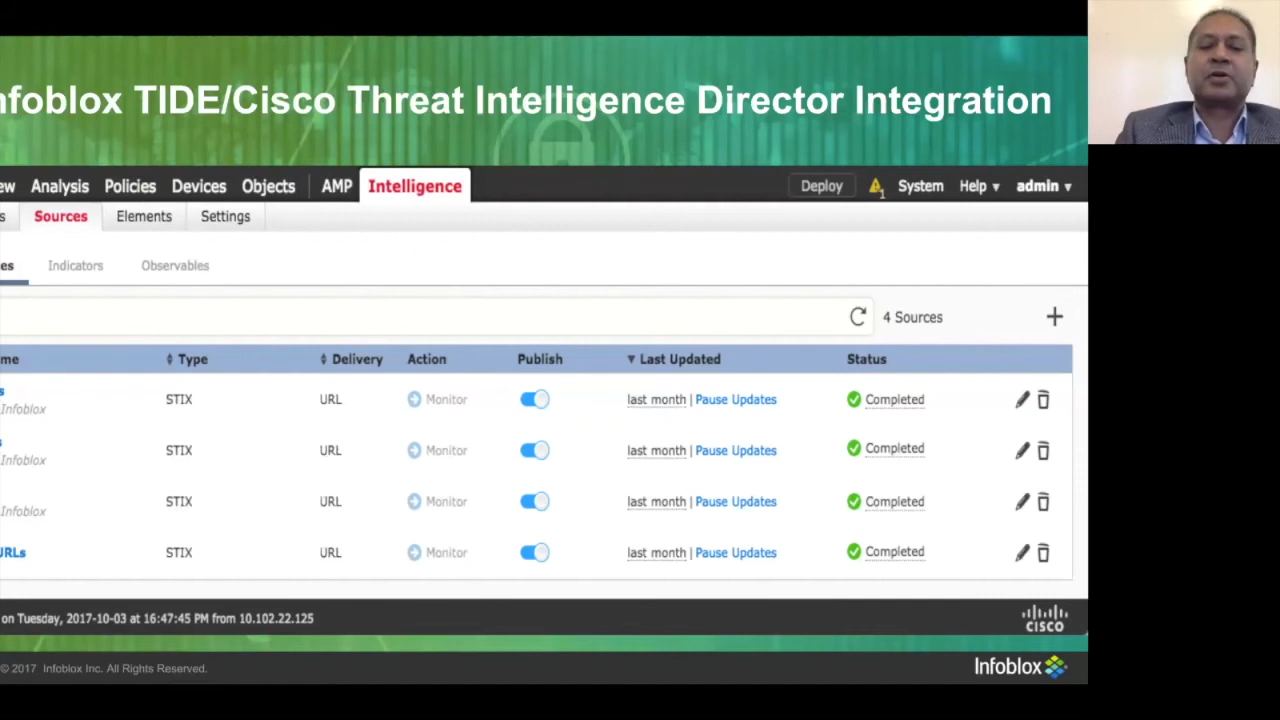 nfoblox TIDE/Cisco Threat Intelligence Director Integration
ew Analysis Policies Devices Objects AMP Intelligence Deploy 1 System Help admin
s Sources Elements Settings
es Indicators Observables
4 Sources
me Type Delivery Action Publish Last Updated Status
s
STIX URL Monitor last month | Pause Updates Completed
Infoblox
s
STIX URL Monitor last month | Pause Updates Completed
Infoblox
STIX URL Monitor last month | Pause Updates Completed
Infoblox
URLs STIX URL Monitor last month | Pause Updates Completed
on Tuesday, 2017-10-03 at 16:47:45 PM from 10.102.22.125
CISCO
© 2017 Infoblox Inc. All Rights Reserved.
Infoblox